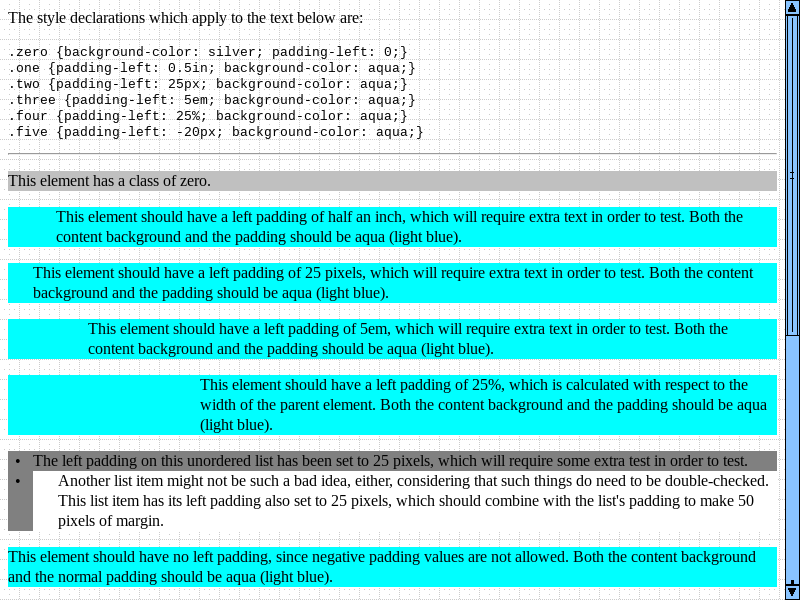 The style declarations which apply to the text below are:
.zero {background-color: silver; padding-left: 0;}
.one {padding-left: 0.5in; background-color: aqua;}
.two {padding-left: 25px; background-color: aqua;}
.three {padding-left: 5em; background-color: aqua;}
.four {padding-left: 25%; background-color: aqua;}
.five {padding-left: -20px; background-color: aqua;}
This element has a class of zero.
This element should have a left padding of half an inch, which will require extra text in order to test. Both the
content background and the padding should be aqua (light blue).
This element should have a left padding of 25 pixels, which will require extra text in order to test. Both the content
background and the padding should be aqua (light blue).
This element should have a left padding of 5em, which will require extra text in order to test. Both the
content background and the padding should be aqua (light blue).
This element should have a left padding of 25%, which is calculated with respect to the
width of the parent element. Both the content background and the padding should be aqua
(light blue).
• The left padding on this unordered list has been set to 25 pixels, which will require some extra test in order to test.
• Another list item might not be such a bad idea, either, considering that such things do need to be double-checked.
This list item has its left padding also set to 25 pixels, which should combine with the list's padding to make 50
pixels of margin.
This element should have no left padding, since negative padding values are not allowed. Both the content background
and the normal padding should be aqua (light blue).